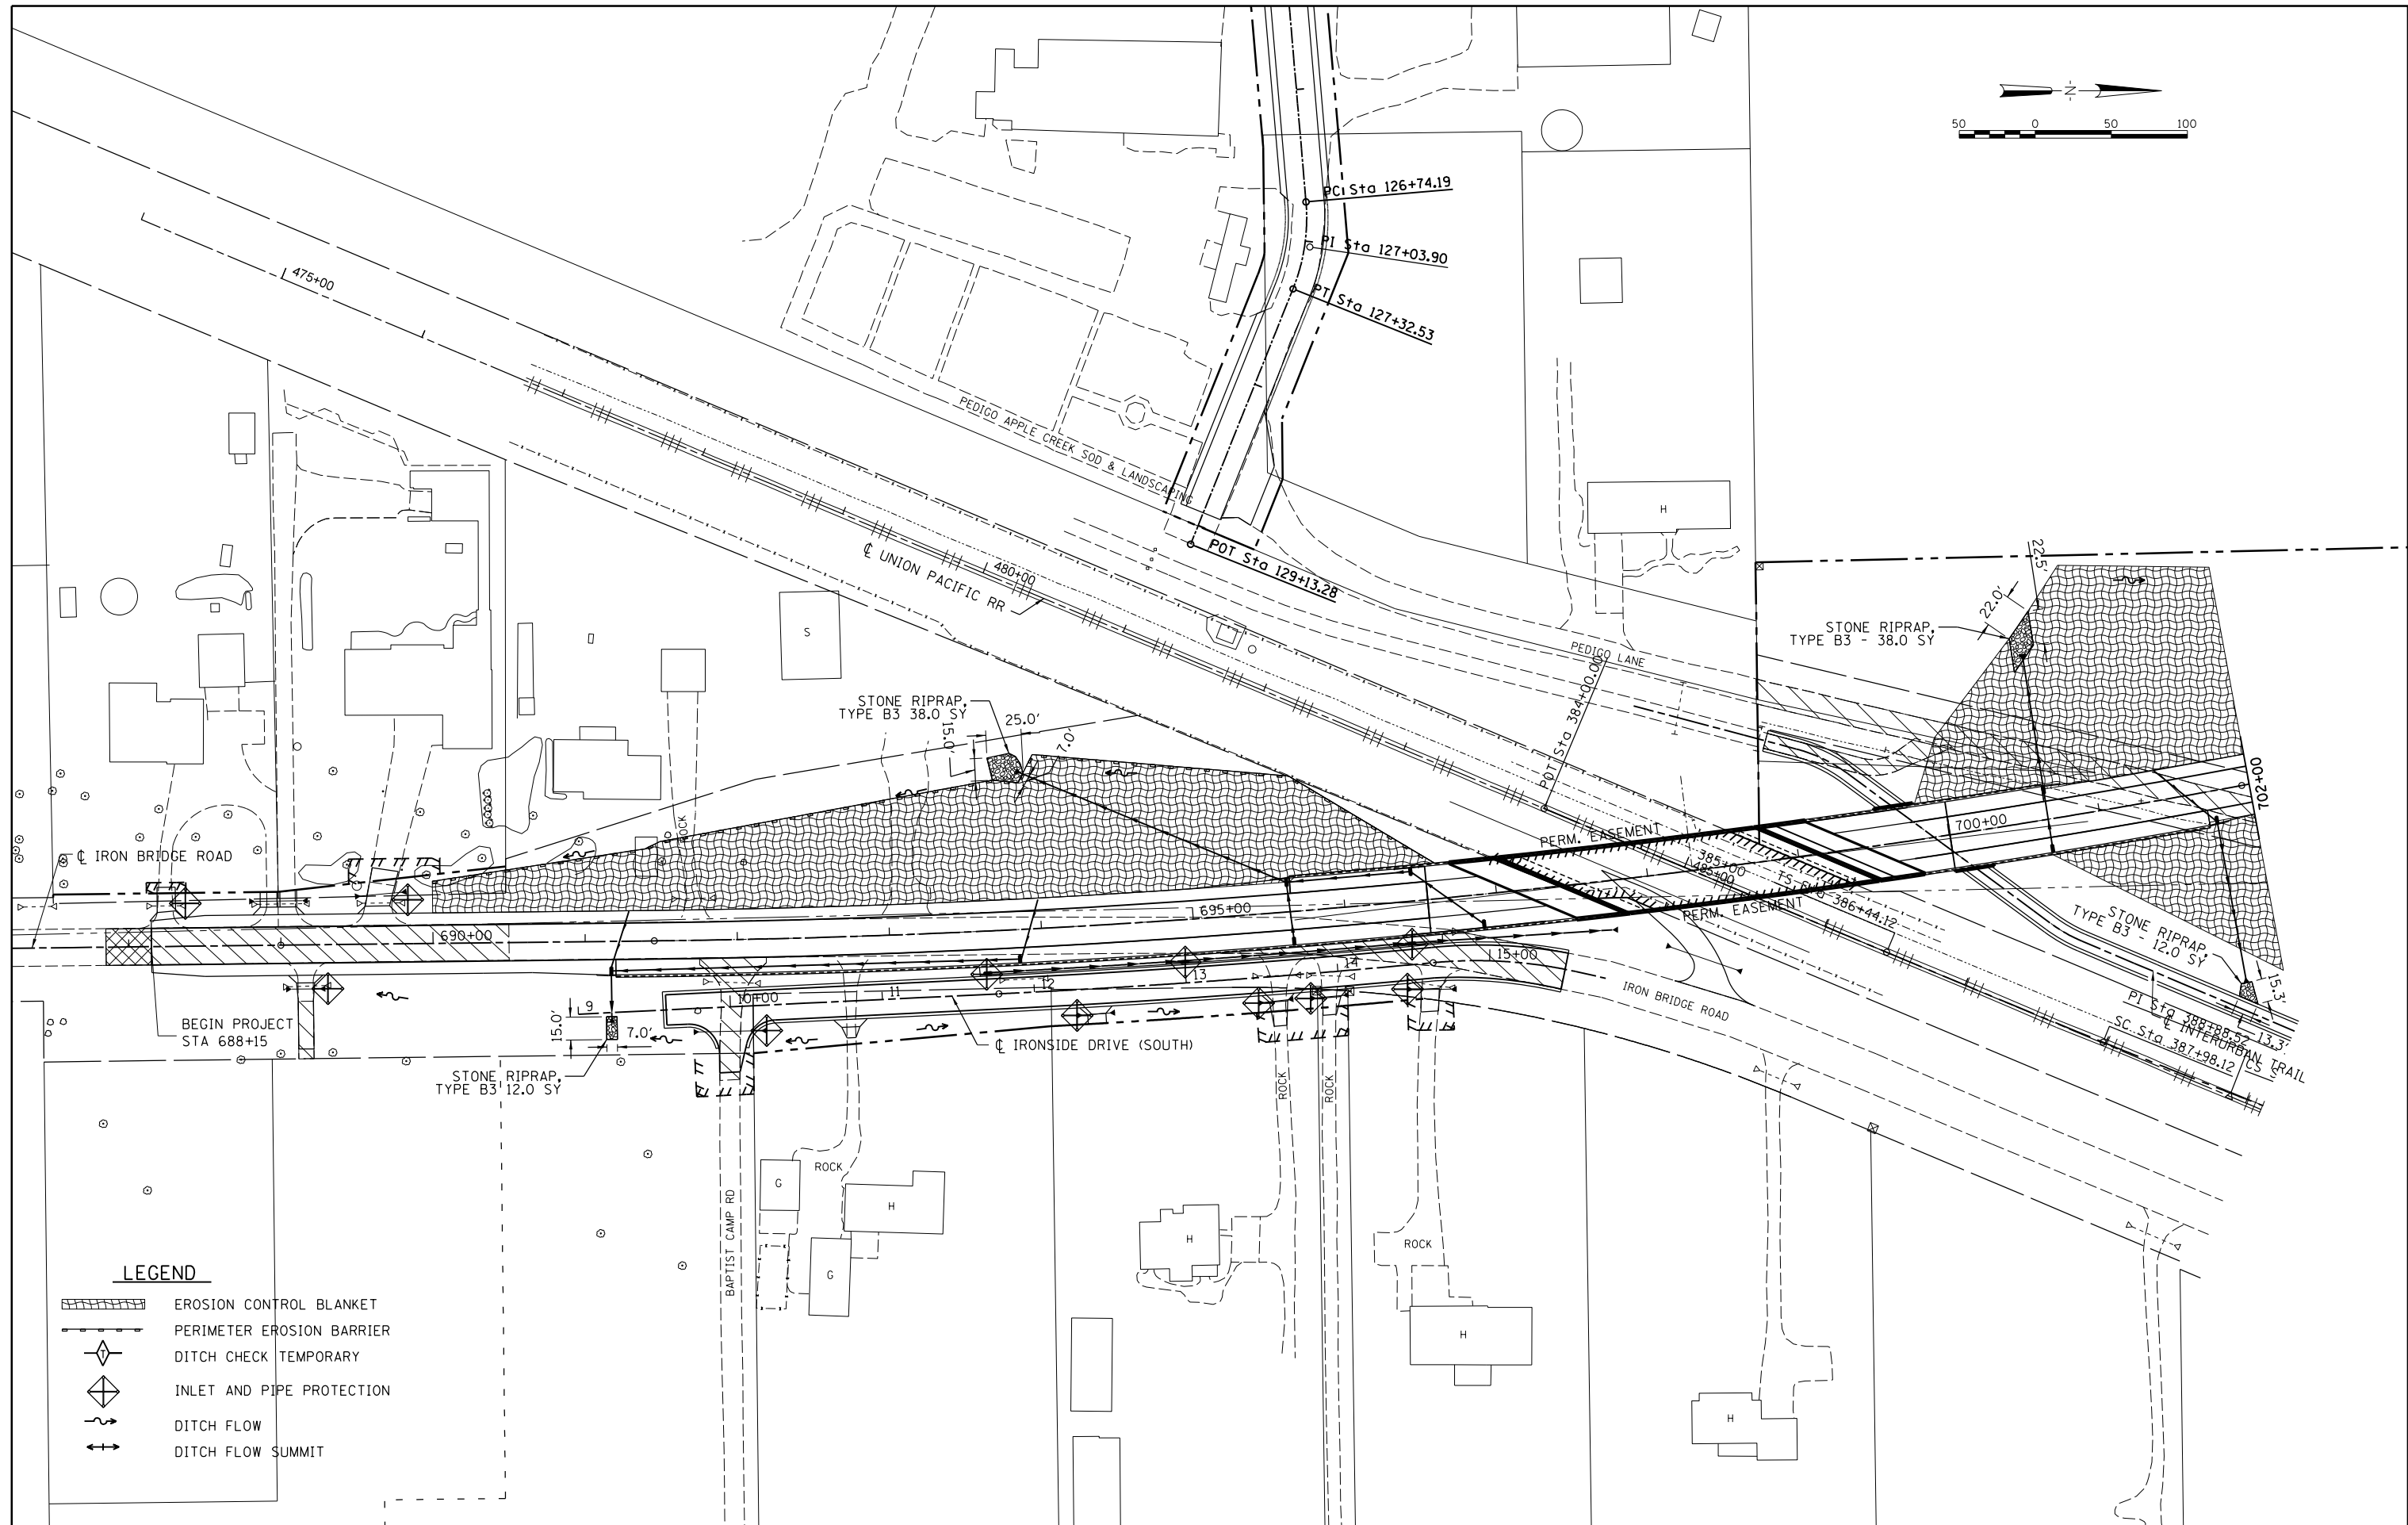 N
50 0 50 100
PC Sta 126+74.19
PI Sta 127+03.90
PT Sta 127+32.53
475+00
PEDIGO APPLE CREEK SOD & LANDSCAPING
H
℄ UNION PACIFIC RR
480+00
POT Sta 129+13.28
22.5'
22.0'
STONE RIPRAP,
TYPE B3 - 38.0 SY
S
PEDIGO LANE
POT Sta 384+00.00
STONE RIPRAP,
TYPE B3 38.0 SY
15.0'
25.0'
7.0'
ROCK
702+00
700+00
PERM. EASEMENT
385+00
485+00
TS Sta 386+44.12
PERM. EASEMENT
℄ IRON BRIDGE ROAD
690+00
695+00
STONE RIPRAP,
TYPE B3 - 12.0 SY
15.3'
13.3'
PI Sta 388+88.52
℄ INTERURBAN TRAIL
SC Sta 387+98.12
CS S
15+00
14
13
12
11
10+00
9
IRON BRIDGE ROAD
BEGIN PROJECT
STA 688+15
15.0'
7.0'
℄ IRONSIDE DRIVE (SOUTH)
STONE RIPRAP,
TYPE B3 12.0 SY
ROCK
ROCK
BAPTIST CAMP RD
ROCK
G
H
G
H
ROCK
H
H
LEGEND
EROSION CONTROL BLANKET
PERIMETER EROSION BARRIER
T
DITCH CHECK TEMPORARY
INLET AND PIPE PROTECTION
DITCH FLOW
DITCH FLOW SUMMIT